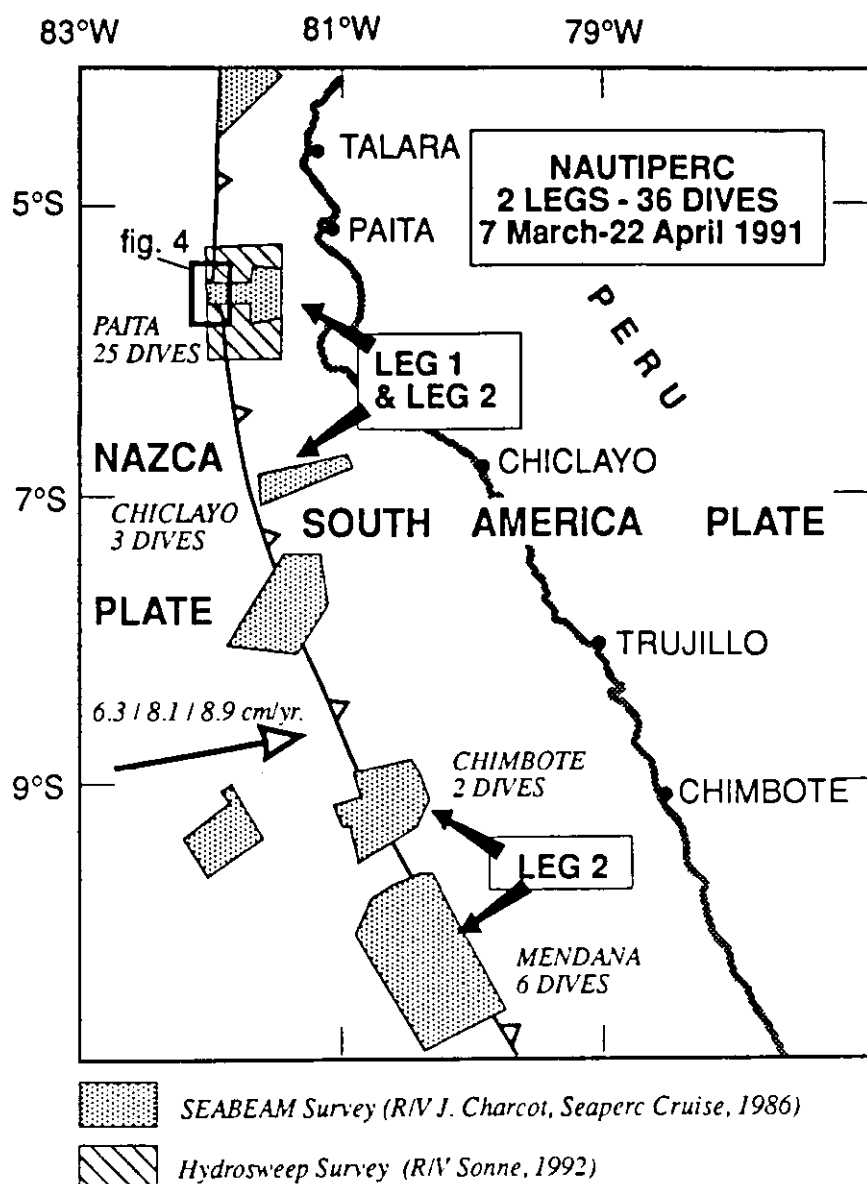 83°W 81°W 79°W
TALARA
NAUTIPERC
2 LEGS - 36 DIVES
7 March-22 April 1991
5°S
PAITA
fig. 4
PERU
PAITA
25 DIVES
LEG 1
& LEG 2
NAZCA
CHICLAYO
7°S
CHICLAYO
3 DIVES
SOUTH AMERICA PLATE
PLATE
TRUJILLO
6.3 / 8.1 / 8.9 cm/yr.
CHIMBOTE
2 DIVES
9°S
CHIMBOTE
LEG 2
MENDANA
6 DIVES
SEABEAM Survey (R/V J. Charcot, Seaperc Cruise, 1986)
Hydrosweep Survey (R/V Sonne, 1992)